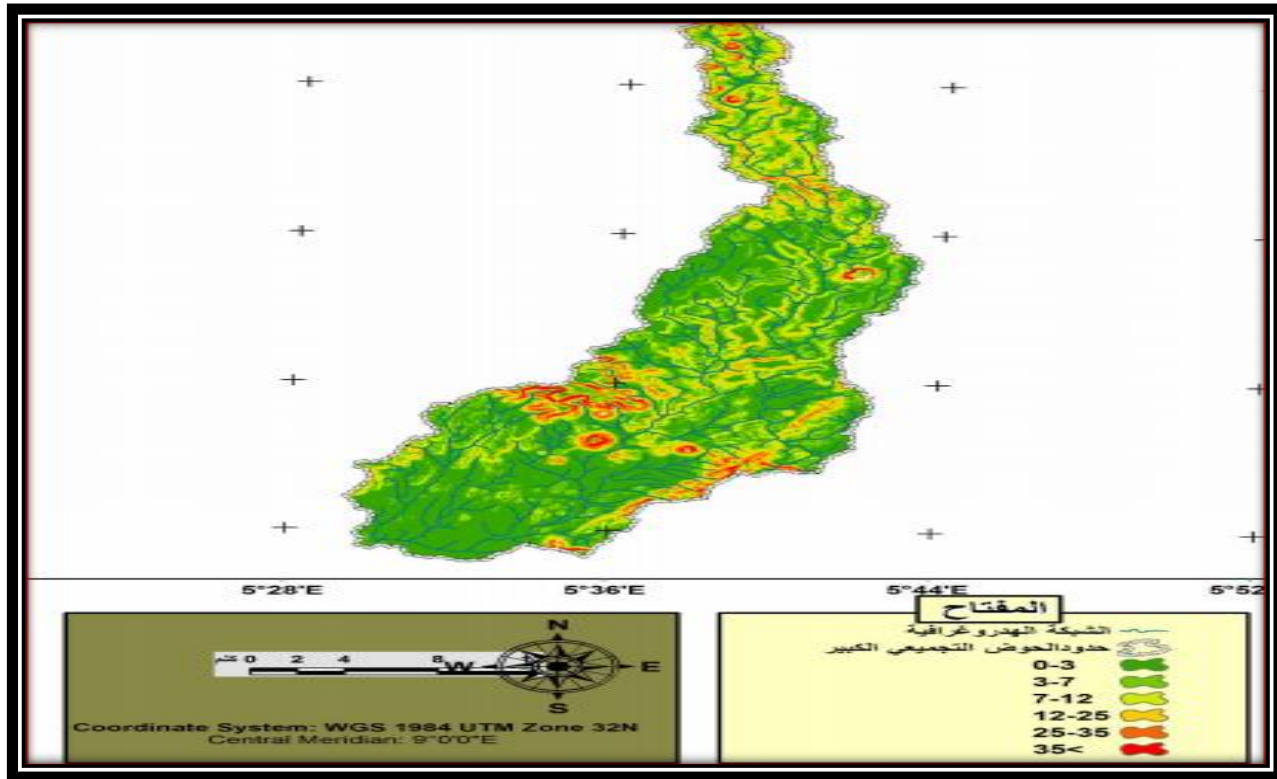 5°28'E 5°36'E 5°44'E 5°52
المفتاح
الشبكة الهدروغرافية
حدودالحوض التجميعي الكبير
0-3
3-7
7-12
12-25
25-35
35<
N
W E
S
كلم 0 2 4 8
Coordinate System: WGS 1984 UTM Zone 32N
Central Meridian: 9°0'0"E